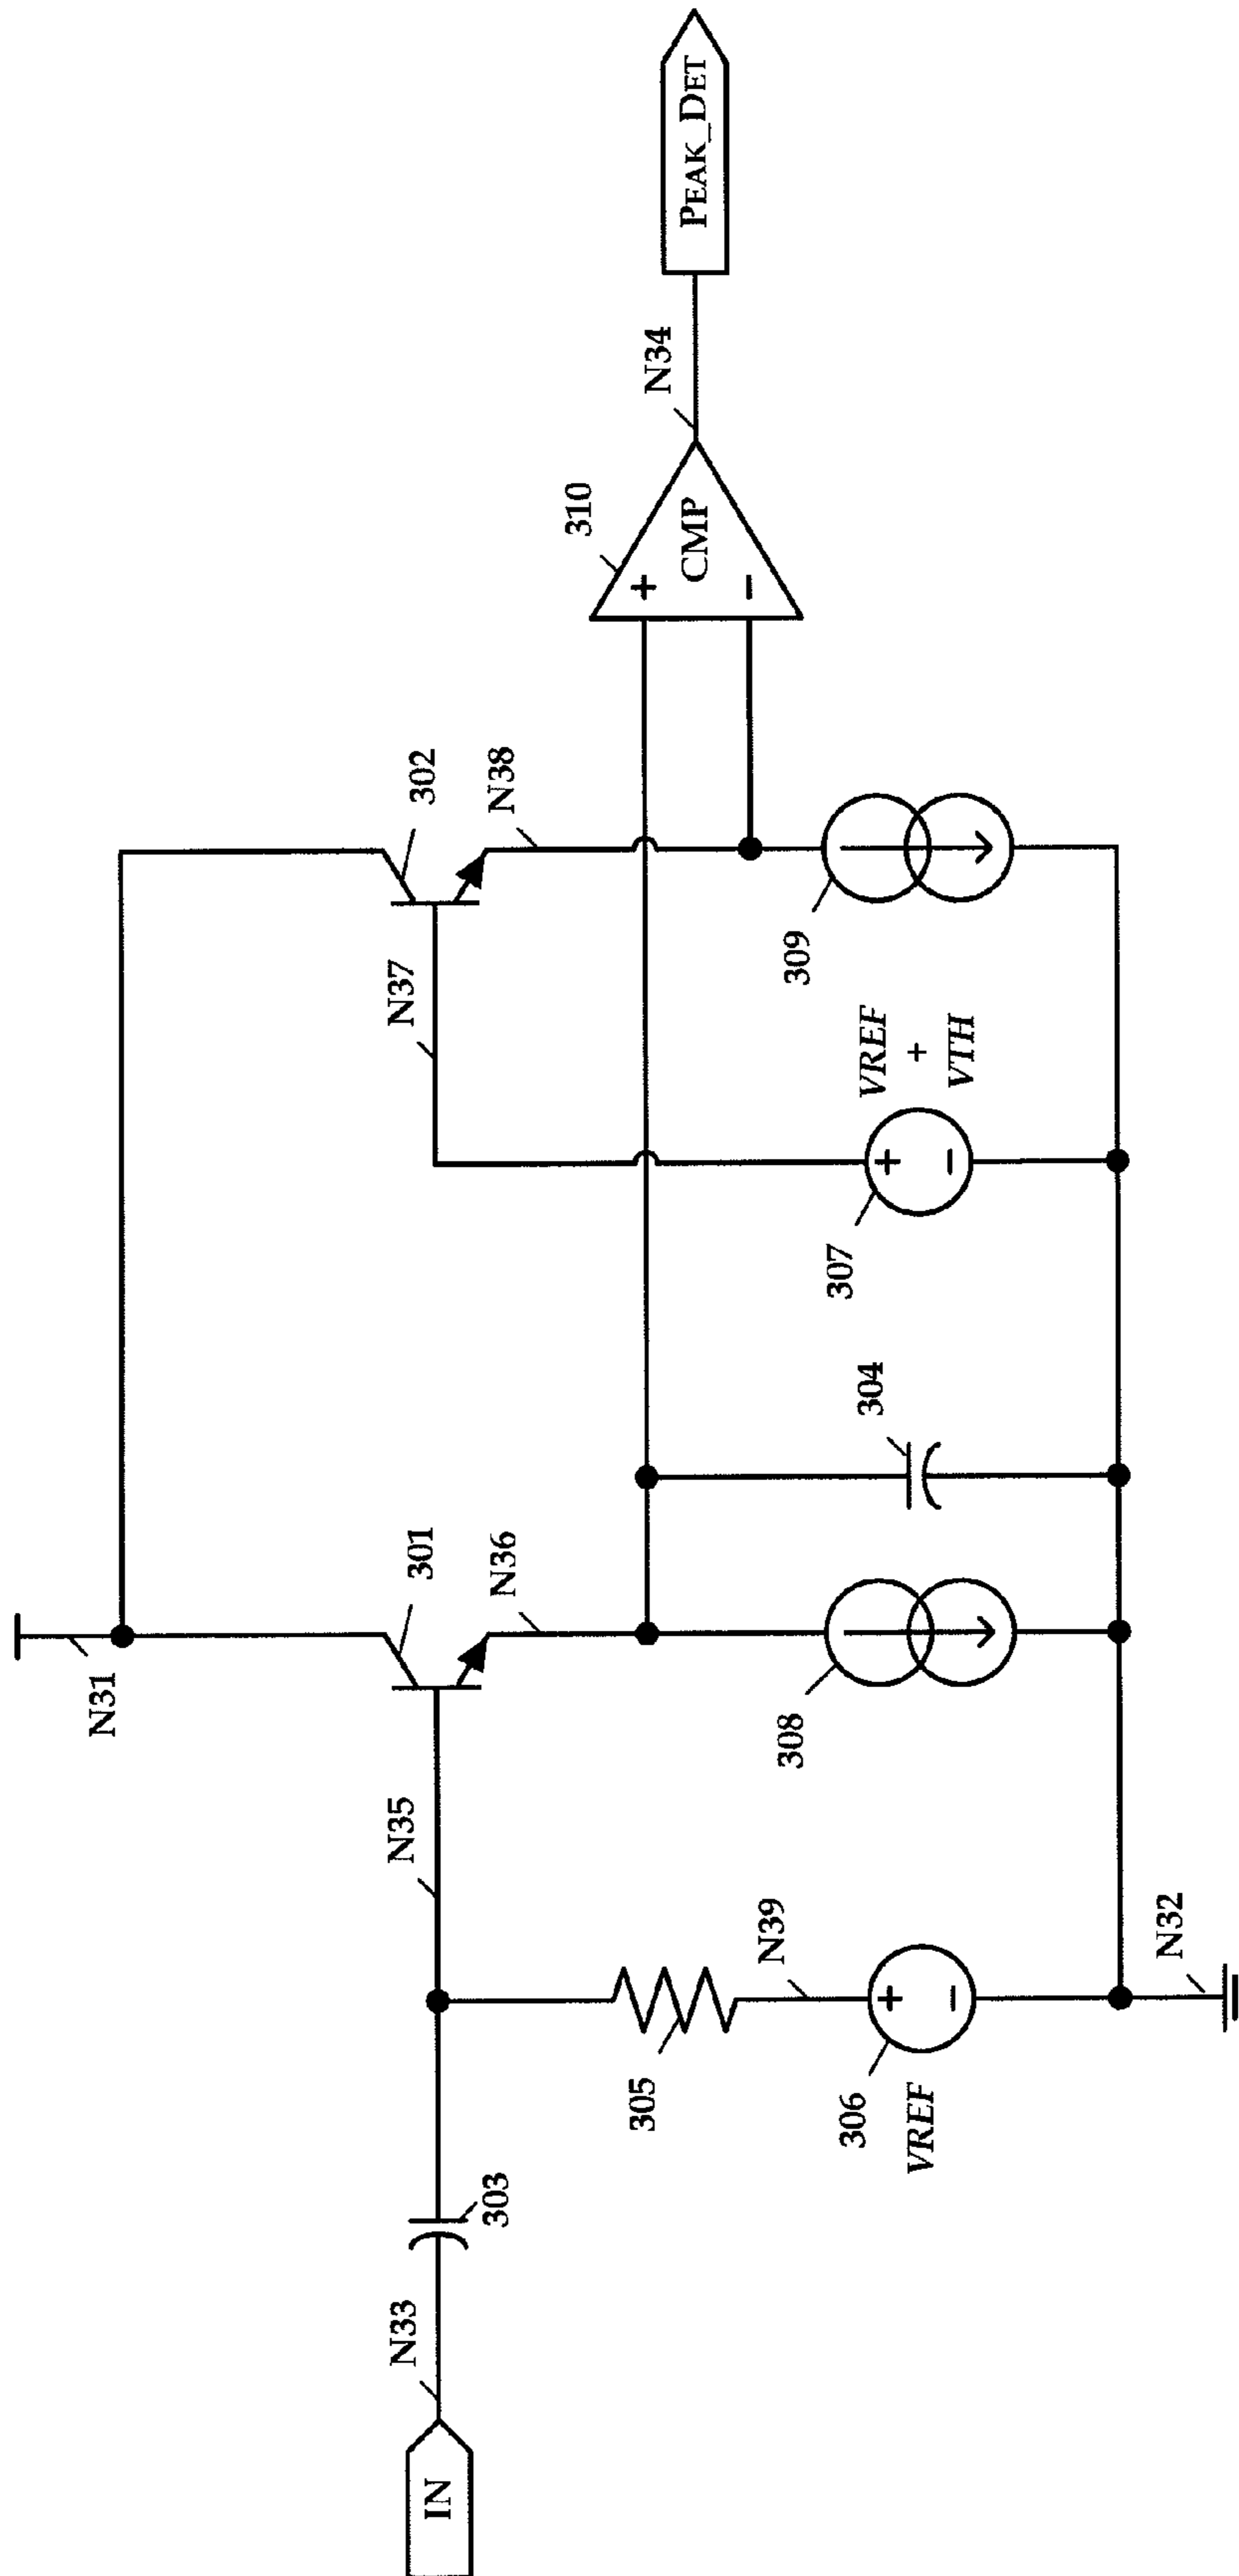 IN
N33
303
N35
305
N39
306
VREF
N32
N31
301
N36
308
304
N37
302
N38
307
VREF
+
VTH
309
+
-
CMP
310
N34
PEAK_DET
+
-
+
-